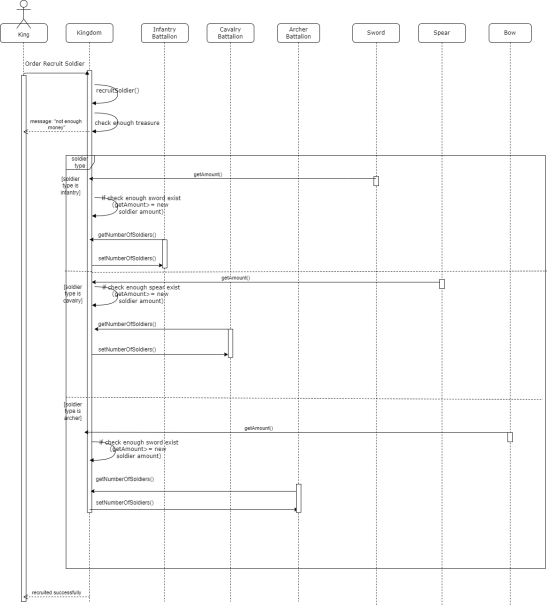 King
Kingdom
Infantry
Battalion
Cavalry
Battalion
Archer
Battalion
Sword
Spear
Bow
Order Recruit Soldier
recruitSoldier()
message: "not enough
money"
check enough treasure
soldier
type
[soldier
type is
infantry]
getAmount()
if check enough sword exist
(getAmount>= new
soldier amount)
getNumberOfSoldiers()
setNumberOfSoldiers()
[soldier
type is
cavalry]
getAmount()
if check enough spear exist
(getAmount>= new
soldier amount)
getNumberOfSoldiers()
setNumberOfSoldiers()
[soldier
type is
archer]
getAmount()
if check enough sword exist
(getAmount>= new
soldier amount)
getNumberOfSoldiers()
setNumberOfSoldiers()
recruited successfully